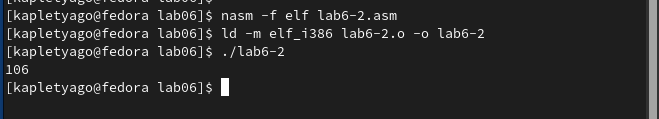 [kapletyago@fedora lab06]$ nasm -f elf lab6-2.asm
[kapletyago@fedora lab06]$ ld -m elf_i386 lab6-2.o -o lab6-2
[kapletyago@fedora lab06]$ ./lab6-2
106
[kapletyago@fedora lab06]$